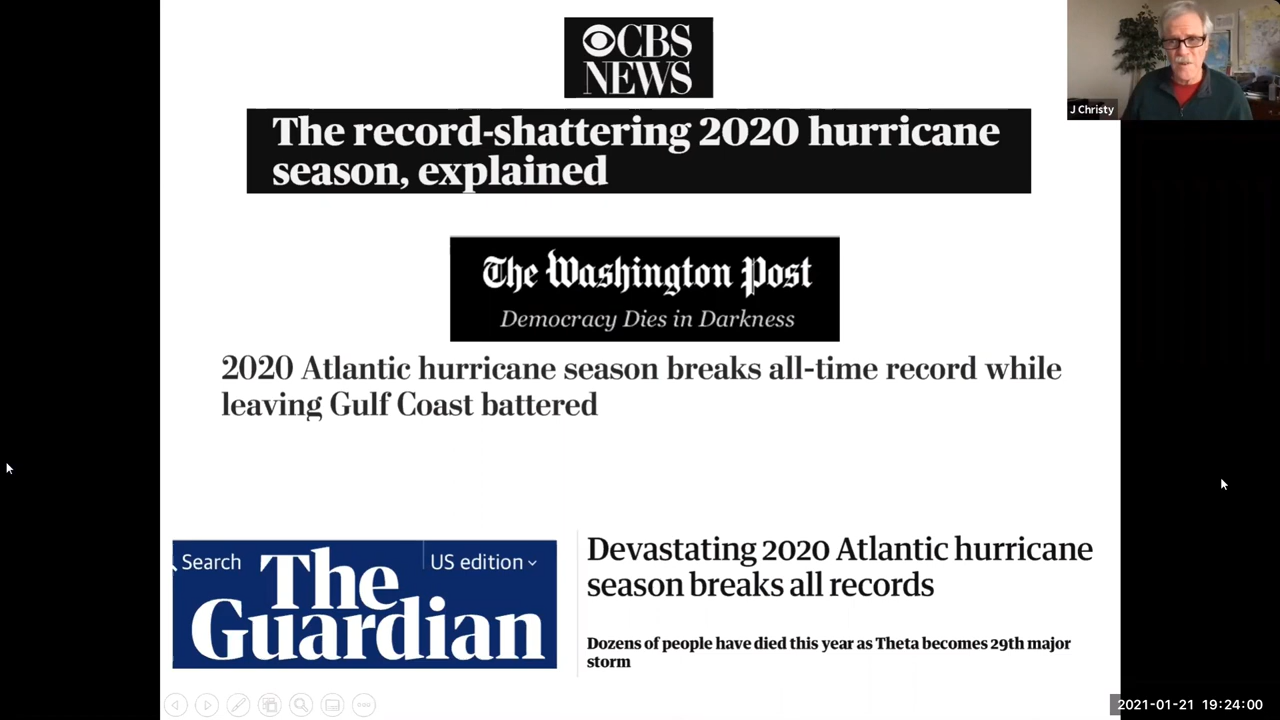 CBS
NEWS
J Christy
The record-shattering 2020 hurricane
season, explained
The Washington Post
Democracy Dies in Darkness
2020 Atlantic hurricane season breaks all-time record while
leaving Gulf Coast battered
Search
US edition
The
Guardian
Devastating 2020 Atlantic hurricane
season breaks all records
Dozens of people have died this year as Theta becomes 29th major
storm
2021-01-21 19:24:00